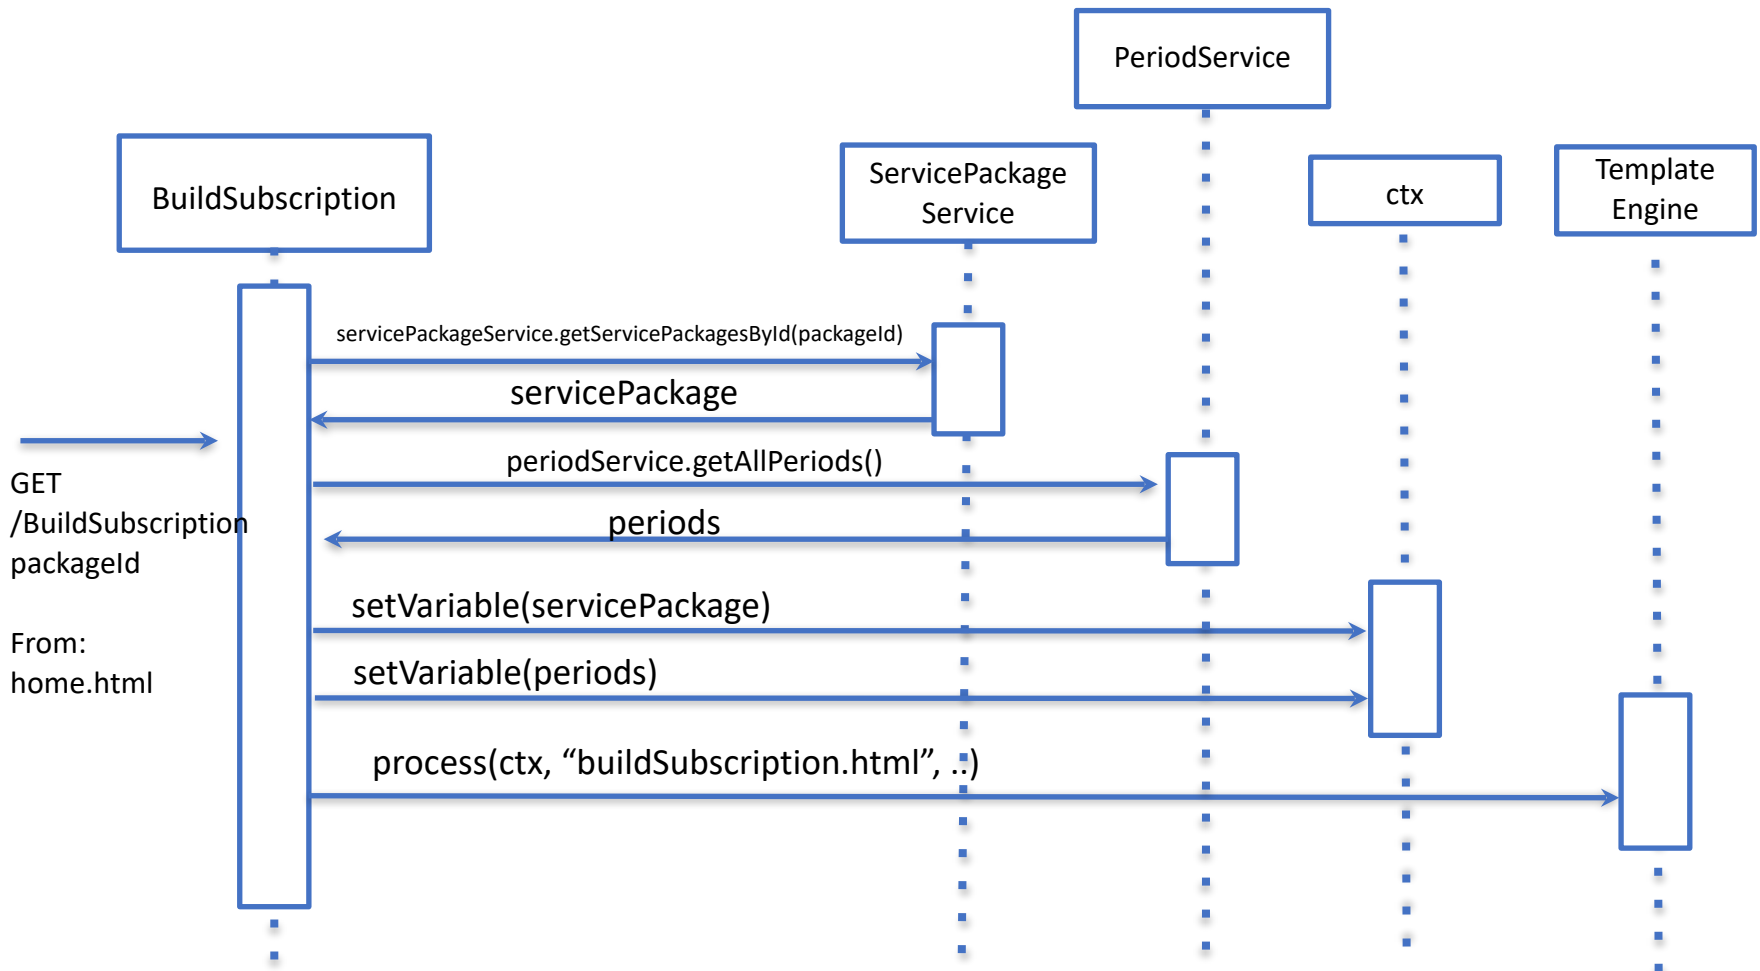 PeriodService
BuildSubscription
ServicePackage
Service
ctx
Template
Engine
servicePackageService.getServicePackagesById(packageId)
servicePackage
periodService.getAllPeriods()
periods
GET
/BuildSubscription
packageId
From:
home.html
setVariable(servicePackage)
setVariable(periods)
process(ctx, “buildSubscription.html”, ..)